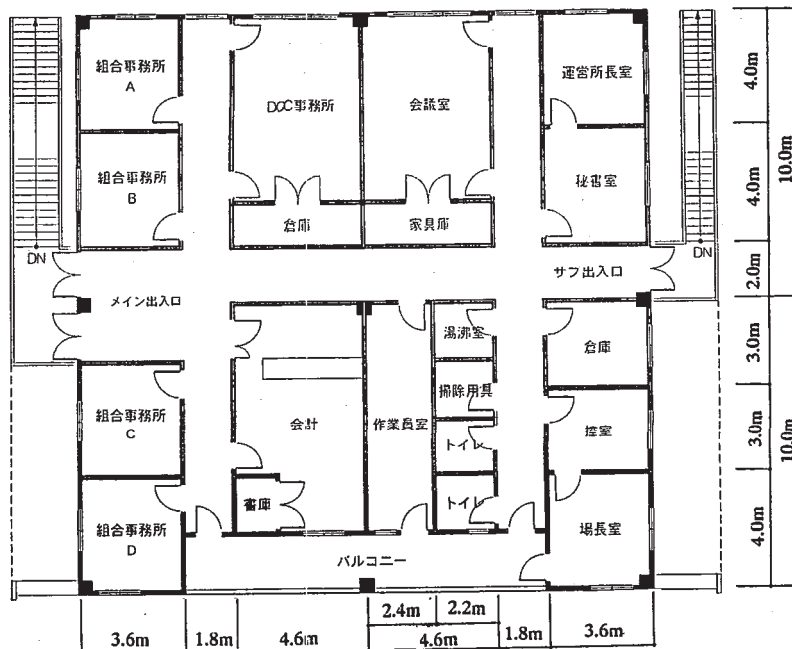 組合事務所
A
DCC事務所
会議室
運営所長室
4.0m
組合事務所
B
秘書室
4.0m
10.0m
倉庫
家具庫
DN
サブ出入口
DN
2.0m
メイン出入口
湯沸室
倉庫
3.0m
掃除用具
組合事務所
C
会計
作業員室
トイレ
控室
3.0m
10.0m
書庫
トイレ
組合事務所
D
場長室
4.0m
バルコニー
2.4m
2.2m
3.6m
1.8m
4.6m
4.6m
1.8m
3.6m